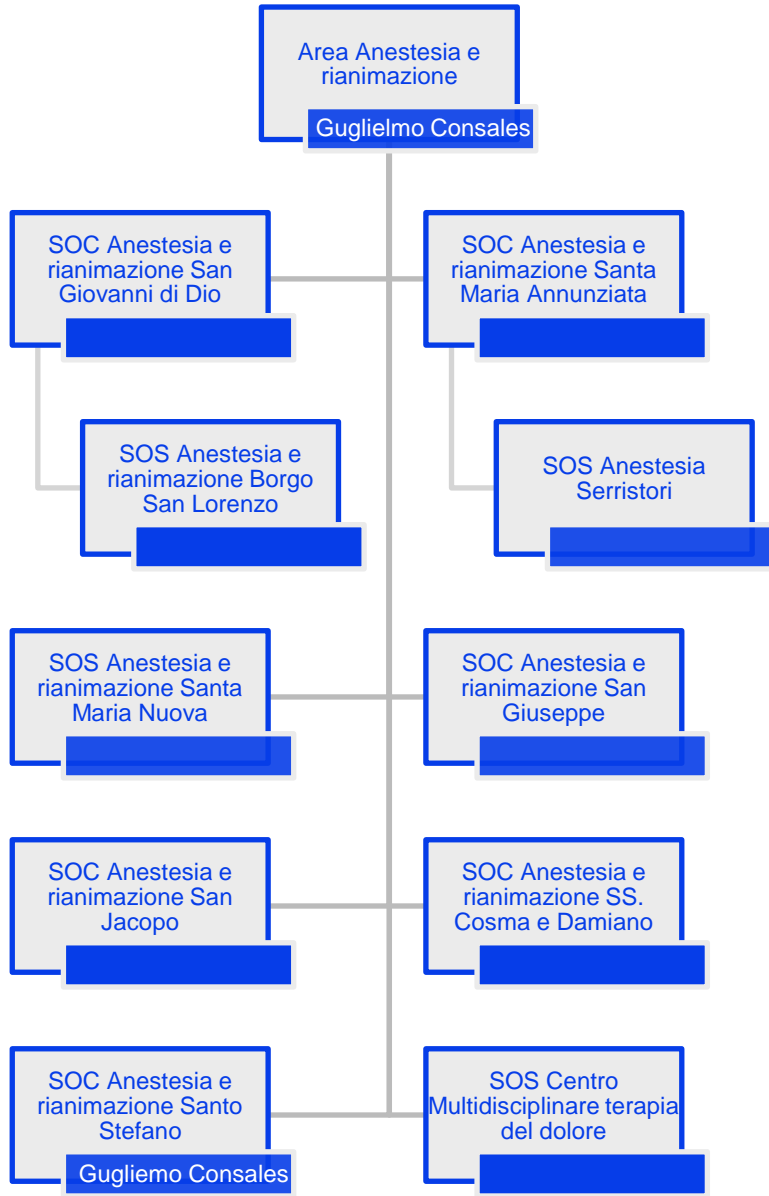 Area Anestesia e
rianimazione
Guglielmo Consales
SOC Anestesia e
rianimazione San
Giovanni di Dio
SOC Anestesia e
rianimazione Santa
Maria Annunziata
SOS Anestesia e
rianimazione Borgo
San Lorenzo
SOS Anestesia
Serristori
SOS Anestesia e
rianimazione Santa
Maria Nuova
SOC Anestesia e
rianimazione San
Giuseppe
SOC Anestesia e
rianimazione San
Jacopo
SOC Anestesia e
rianimazione SS.
Cosma e Damiano
SOC Anestesia e
rianimazione Santo
Stefano
Gugliemo Consales
SOS Centro
Multidisciplinare terapia
del dolore